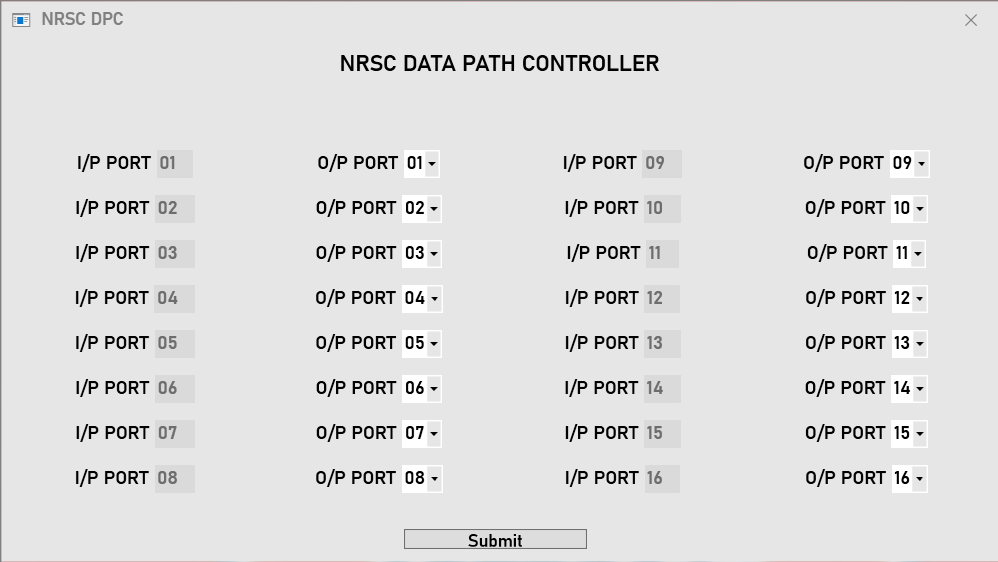 NRSC DPC
NRSC DATA PATH CONTROLLER
I/P PORT 01 O/P PORT 01 I/P PORT 09 O/P PORT 09
I/P PORT 02 O/P PORT 02 I/P PORT 10 O/P PORT 10
I/P PORT 03 O/P PORT 03 I/P PORT 11 O/P PORT 11
I/P PORT 04 O/P PORT 04 I/P PORT 12 O/P PORT 12
I/P PORT 05 O/P PORT 05 I/P PORT 13 O/P PORT 13
I/P PORT 06 O/P PORT 06 I/P PORT 14 O/P PORT 14
I/P PORT 07 O/P PORT 07 I/P PORT 15 O/P PORT 15
I/P PORT 08 O/P PORT 08 I/P PORT 16 O/P PORT 16
Submit